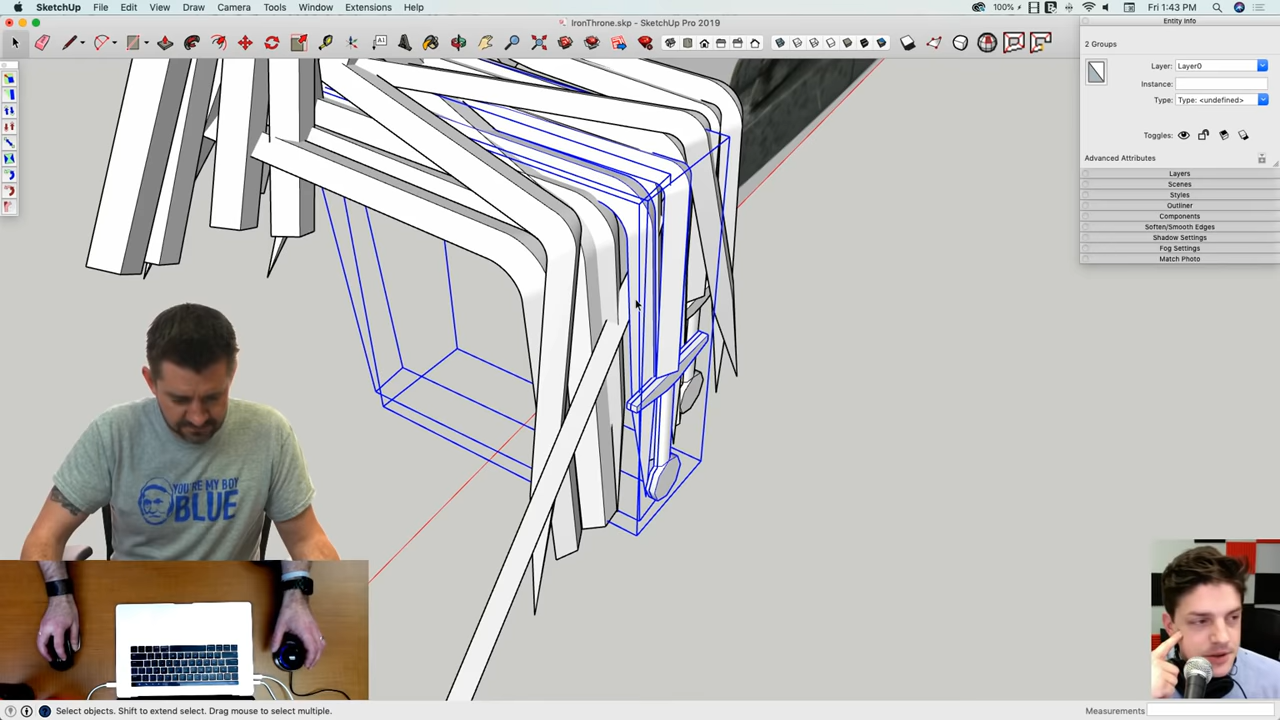 SketchUp File Edit View Draw Camera Tools Window Extensions Help
100% Fri 1:43 PM
IronThrone.skp - SketchUp Pro 2019
Entity Info
2 Groups
Layer: Layer0
Instance:
Type: Type: <undefined>
Toggles:
Advanced Attributes
Layers
Scenes
Styles
Outliner
Components
Soften/Smooth Edges
Shadow Settings
Fog Settings
Match Photo
YOU'RE MY BOY
BLUE
Select objects. Shift to extend select. Drag mouse to select multiple.
Measurements